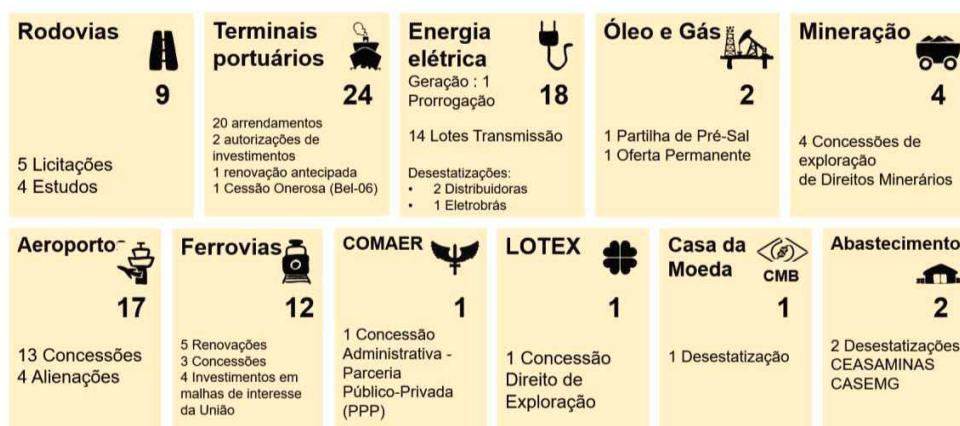 Rodovias
9
5 Licitações
4 Estudos
Terminais
portuários
24
20 arrendamentos
2 autorizações de
investimentos
1 renovação antecipada
1 Cessão Onerosa (Bel-06)
Energia
elétrica
Geração : 1
Prorrogação
18
14 Lotes Transmissão
Desestatizações:
• 2 Distribuidoras
• 1 Eletrobrás
Óleo e Gás
2
1 Partilha de Pré-Sal
1 Oferta Permanente
Mineração
4
4 Concessões de
exploração
de Direitos Minerários
Aeroportos
17
13 Concessões
4 Alienações
Ferrovias
12
5 Renovações
3 Concessões
4 Investimentos em
malhas de interesse
da União
COMAER
1
1 Concessão
Administrativa -
Parceria
Público-Privada
(PPP)
LOTEX
1
1 Concessão
Direito de
Exploração
Casa da
Moeda
CMB
1
1 Desestatização
Abastecimento
2
2 Desestatizações
CEASAMINAS
CASEMG